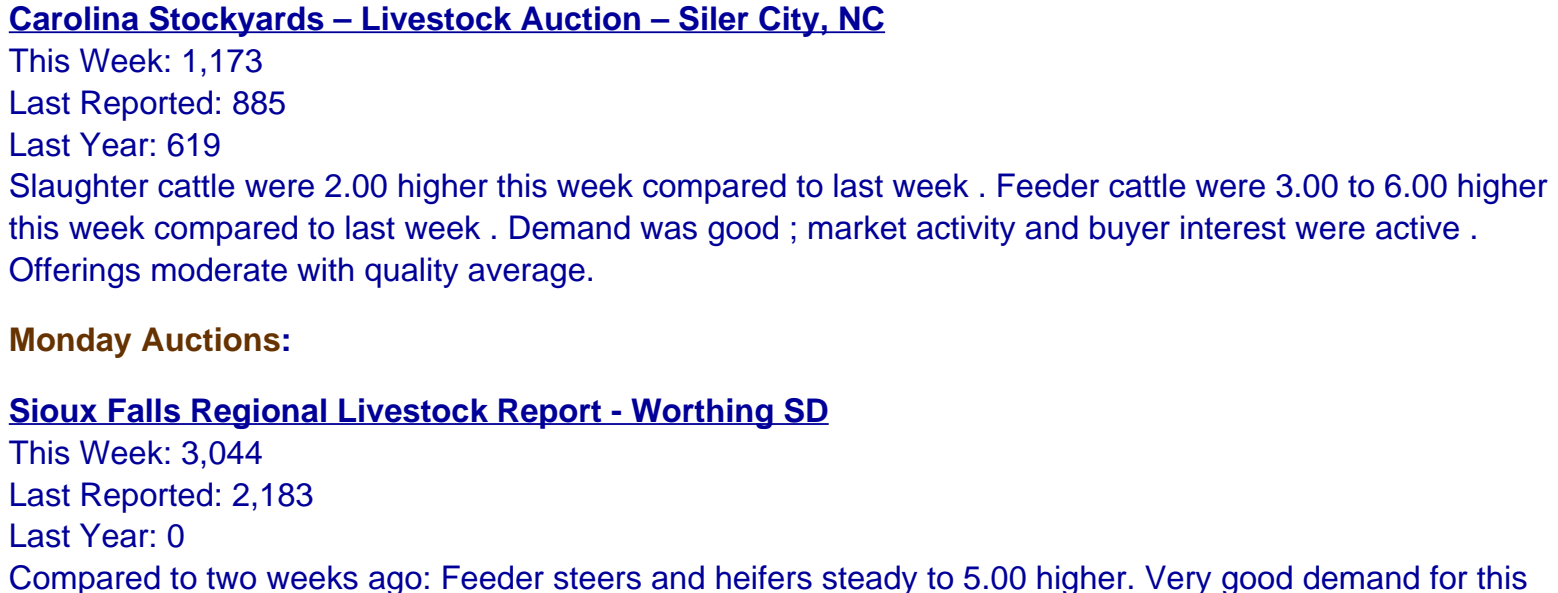 Carolina Stockyards – Livestock Auction – Siler City, NC
This Week: 1,173
Last Reported: 885
Last Year: 619
Slaughter cattle were 2.00 higher this week compared to last week . Feeder cattle were 3.00 to 6.00 higher
this week compared to last week . Demand was good ; market activity and buyer interest were active .
Offerings moderate with quality average.
Monday Auctions:
Sioux Falls Regional Livestock Report - Worthing SD
This Week: 3,044
Last Reported: 2,183
Last Year: 0
Compared to two weeks ago: Feeder steers and heifers steady to 5.00 higher. Very good demand for this